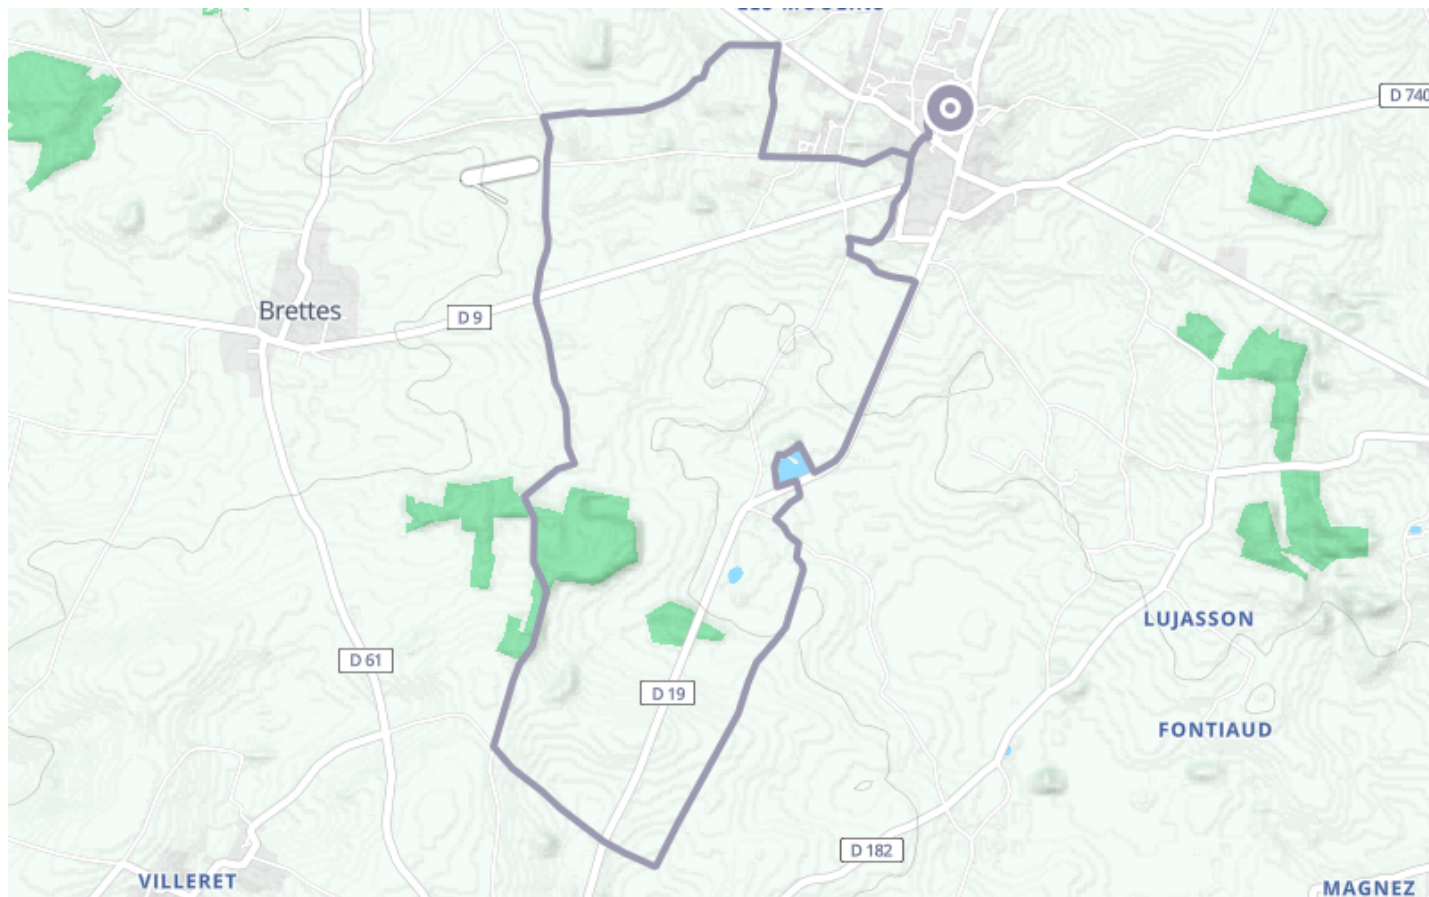 D 740
Brettes
D 9
LUJASSON
D 61
D 19
FONTIAUD
D 182
VILLERET
MAGNEZ